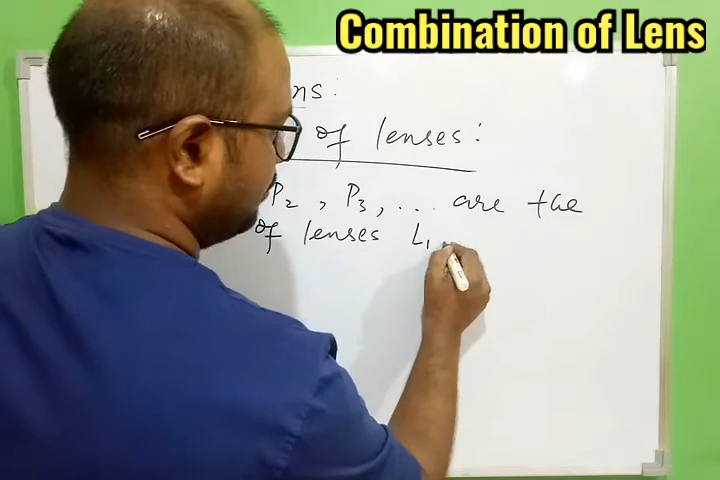 Combination of Lens
ns:
of lenses:
P2, P3, ... are the
of lenses L1